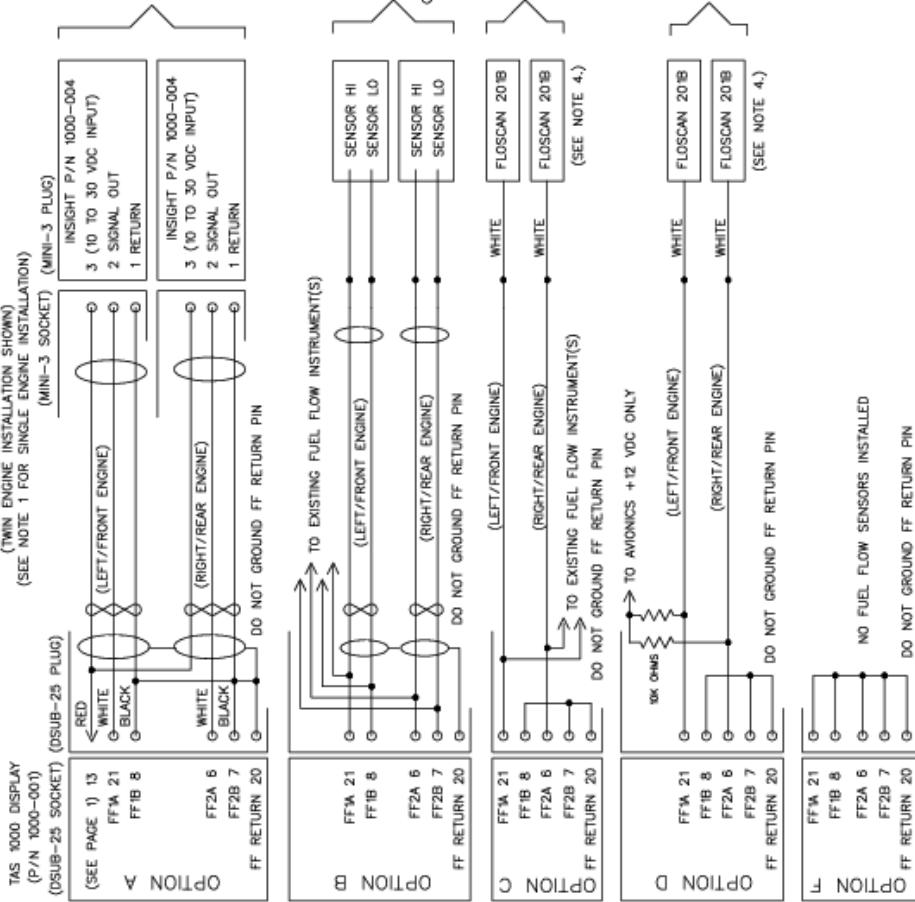 (TWIN ENGINE INSTALLATION SHOWN)
(SEE NOTE 1 FOR SINGLE ENGINE INSTALLATION)
TAS 1000 DISPLAY
(P/N 1000-001)
(DSUB-25 SOCKET)
(DSUB-25 PLUG)
(MINI-3 SOCKET)
(MINI-3 PLUG)
OPTION A
(SEE PAGE 1) 13
FF1A 21
FF1B 8
FF2A 6
FF2B 7
FF RETURN 20
RED
WHITE
BLACK
WHITE
BLACK
(LEFT/FRONT ENGINE)
(RIGHT/REAR ENGINE)
DO NOT GROUND FF RETURN PIN
INSIGHT P/N 1000-004
3 (10 TO 30 VDC INPUT)
2 SIGNAL OUT
1 RETURN
INSIGHT P/N 1000-004
3 (10 TO 30 VDC INPUT)
2 SIGNAL OUT
1 RETURN
OPTION B
FF1A 21
FF1B 8
FF2A 6
FF2B 7
FF RETURN 20
TO EXISTING FUEL FLOW INSTRUMENT(S)
(LEFT/FRONT ENGINE)
(RIGHT/REAR ENGINE)
DO NOT GROUND FF RETURN PIN
SENSOR HI
SENSOR LO
SENSOR HI
SENSOR LO
OPTION C
FF1A 21
FF1B 8
FF2A 6
FF2B 7
FF RETURN 20
(LEFT/FRONT ENGINE)
(RIGHT/REAR ENGINE)
TO EXISTING FUEL FLOW INSTRUMENT(S)
DO NOT GROUND FF RETURN PIN
WHITE
WHITE
FLOSCAN 201B
FLOSCAN 201B
(SEE NOTE 4.)
OPTION D
FF1A 21
FF1B 8
FF2A 6
FF2B 7
FF RETURN 20
10K OHMS
TO AVIONICS +12 VDC ONLY
(LEFT/FRONT ENGINE)
(RIGHT/REAR ENGINE)
DO NOT GROUND FF RETURN PIN
WHITE
WHITE
FLOSCAN 201B
FLOSCAN 201B
(SEE NOTE 4.)
OPTION F
FF1A 21
FF1B 8
FF2A 6
FF2B 7
FF RETURN 20
NO FUEL FLOW SENSORS INSTALLED
DO NOT GROUND FF RETURN PIN